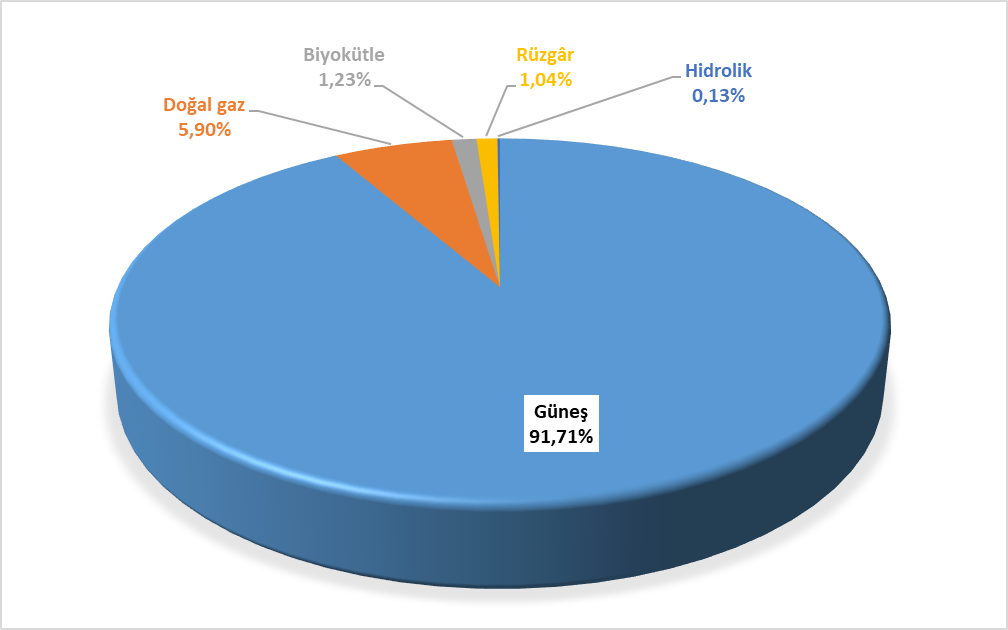 Biyokütle
1,23%
Rüzgâr
1,04%
Hidrolik
0,13%
Doğal gaz
5,90%
Güneş
91,71%